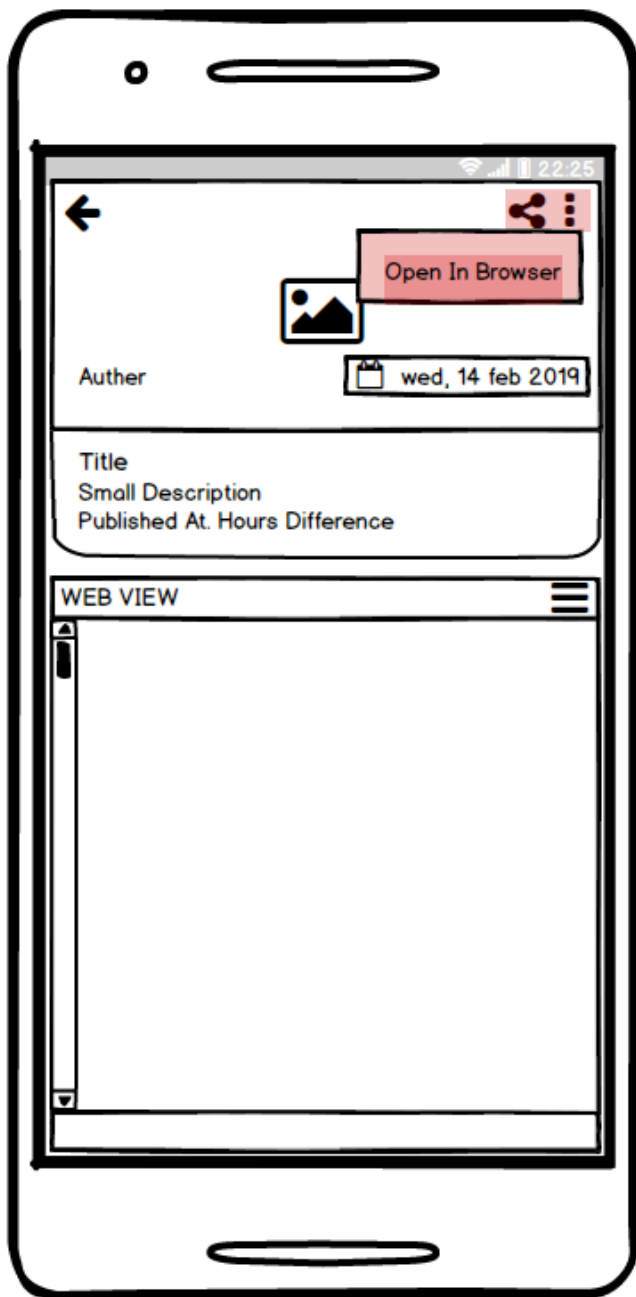 22:25
Open In Browser
Auther
wed, 14 feb 2019
Title
Small Description
Published At. Hours Difference
WEB VIEW